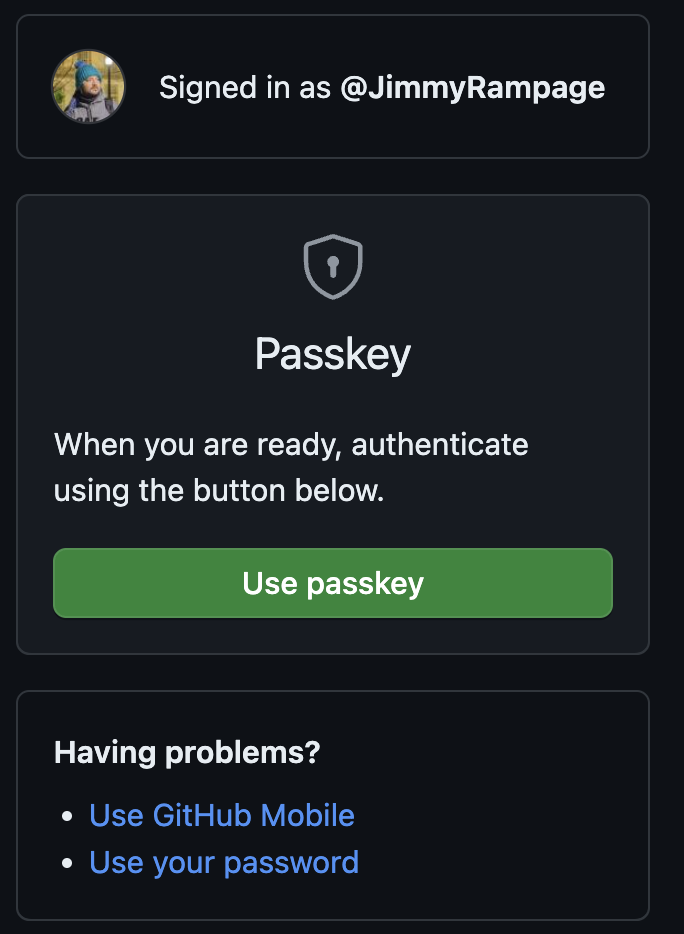 Signed in as @JimmyRampage
Passkey
When you are ready, authenticate
using the button below.
Use passkey
Having problems?
• Use GitHub Mobile
• Use your password